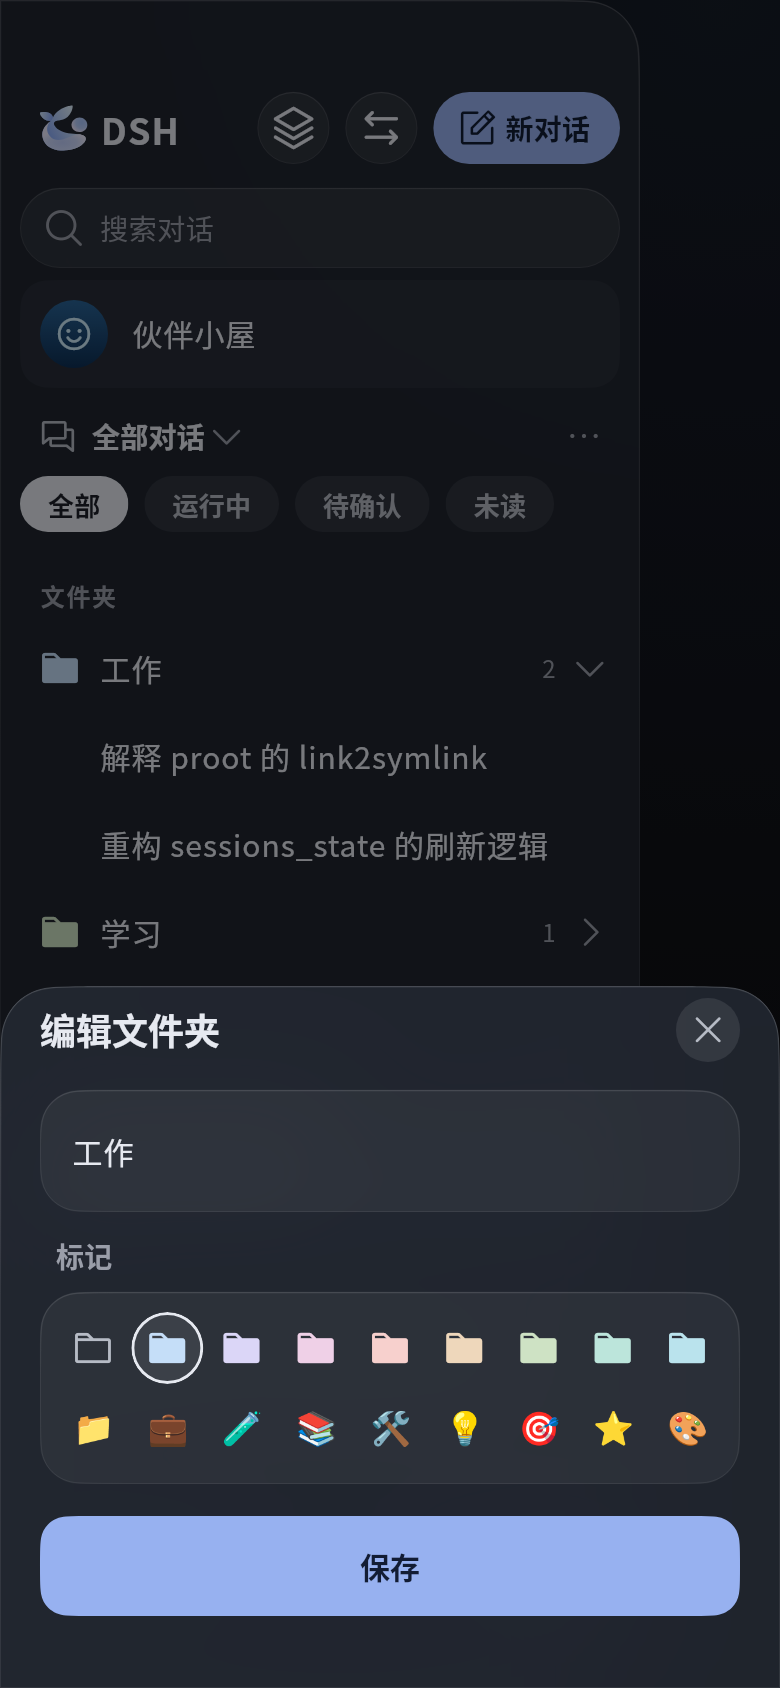 DSH
新对话
搜索对话
伙伴小屋
全部对话
全部 运行中 待确认 未读
文件夹
工作 2
解释 proot 的 link2symlink
重构 sessions_state 的刷新逻辑
学习 1
编辑文件夹
工作
标记
保存